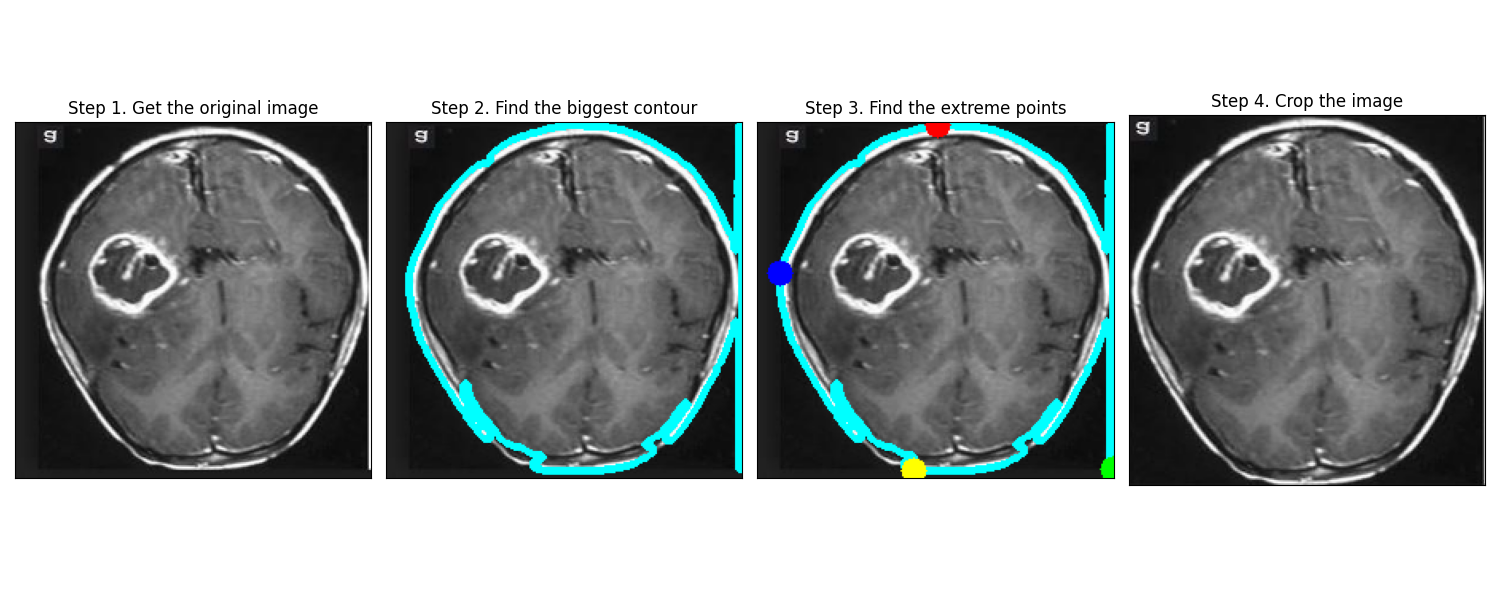 Step 1. Get the original image
Step 2. Find the biggest contour
Step 3. Find the extreme points
Step 4. Crop the image
a
a
a
a